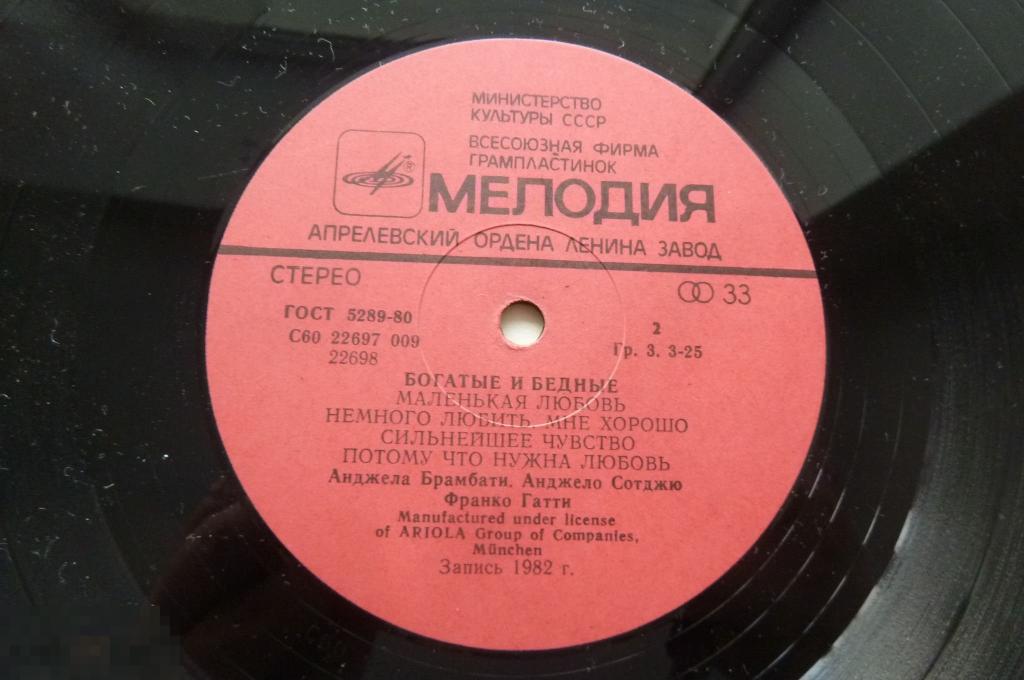 МИНИСТЕРСТВО
КУЛЬТУРЫ СССР
ВСЕСОЮЗНАЯ ФИРМА
ГРАМПЛАСТИНОК
®
МЕЛОДИЯ
АПРЕЛЕВСКИЙ ОРДЕНА ЛЕНИНА ЗАВОД
СТЕРЕО
33
ГОСТ 5289-80
2
С60 22697 009
Гр. 3. 3-25
22698
БОГАТЫЕ И БЕДНЫЕ
МАЛЕНЬКАЯ ЛЮБОВЬ
НЕМНОГО ЛЮБИТЬ. МНЕ ХОРОШО
СИЛЬНЕЙШЕЕ ЧУВСТВО
ПОТОМУ ЧТО НУЖНА ЛЮБОВЬ
Анджела Брамбати. Анджело Сотджю
Франко Гатти
Manufactured under license
of ARIOLA Group of Companies,
München
Запись 1982 г.